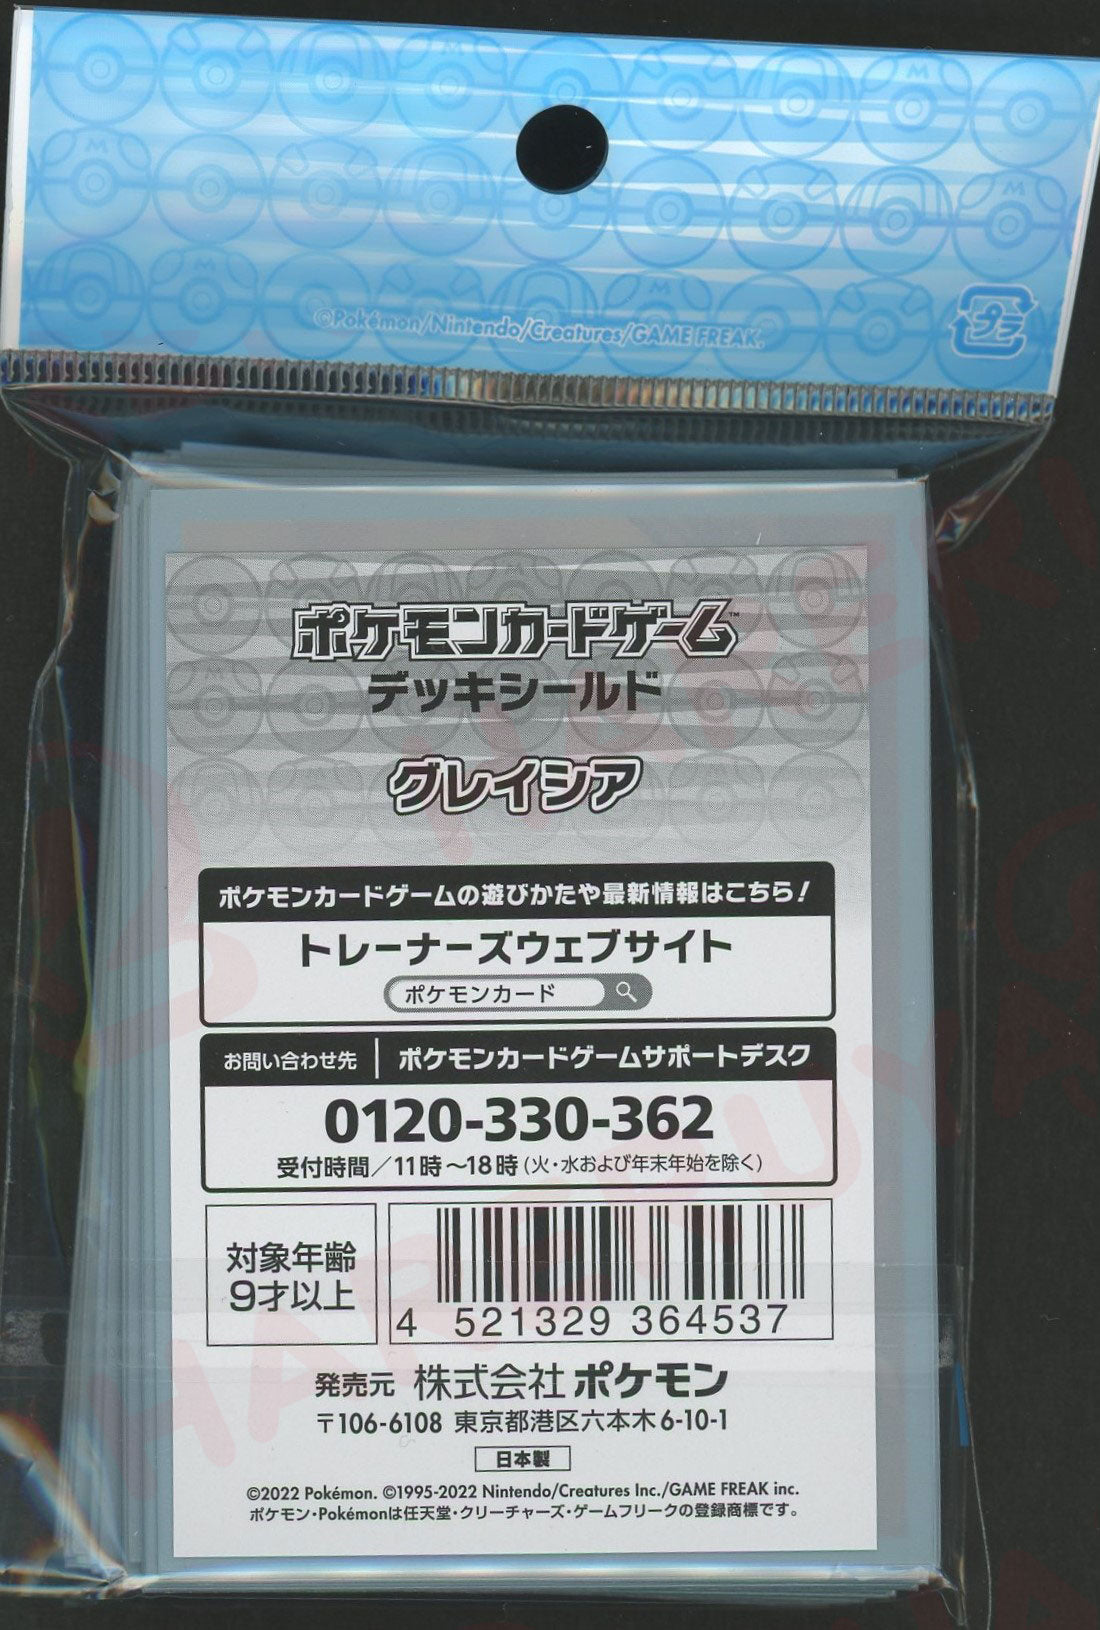 ©Pokémon/Nintendo/Creatures/GAME FREAK.
プラ
ポケモンカードゲーム™
デッキシールド
グレイシア
ポケモンカードゲームの遊びかたや最新情報はこちら!
トレーナーズウェブサイト
ポケモンカード
お問い合わせ先 | ポケモンカードゲームサポートデスク
0120-330-362
受付時間/11時〜18時(火・水および年末年始を除く)
対象年齢
9才以上
4 521329 364537
発売元 株式会社ポケモン
〒106-6108 東京都港区六本木6-10-1
日本製
©2022 Pokémon. ©1995-2022 Nintendo/Creatures Inc./GAME FREAK inc.
ポケモン・Pokémonは任天堂・クリーチャーズ・ゲームフリークの登録商標です。